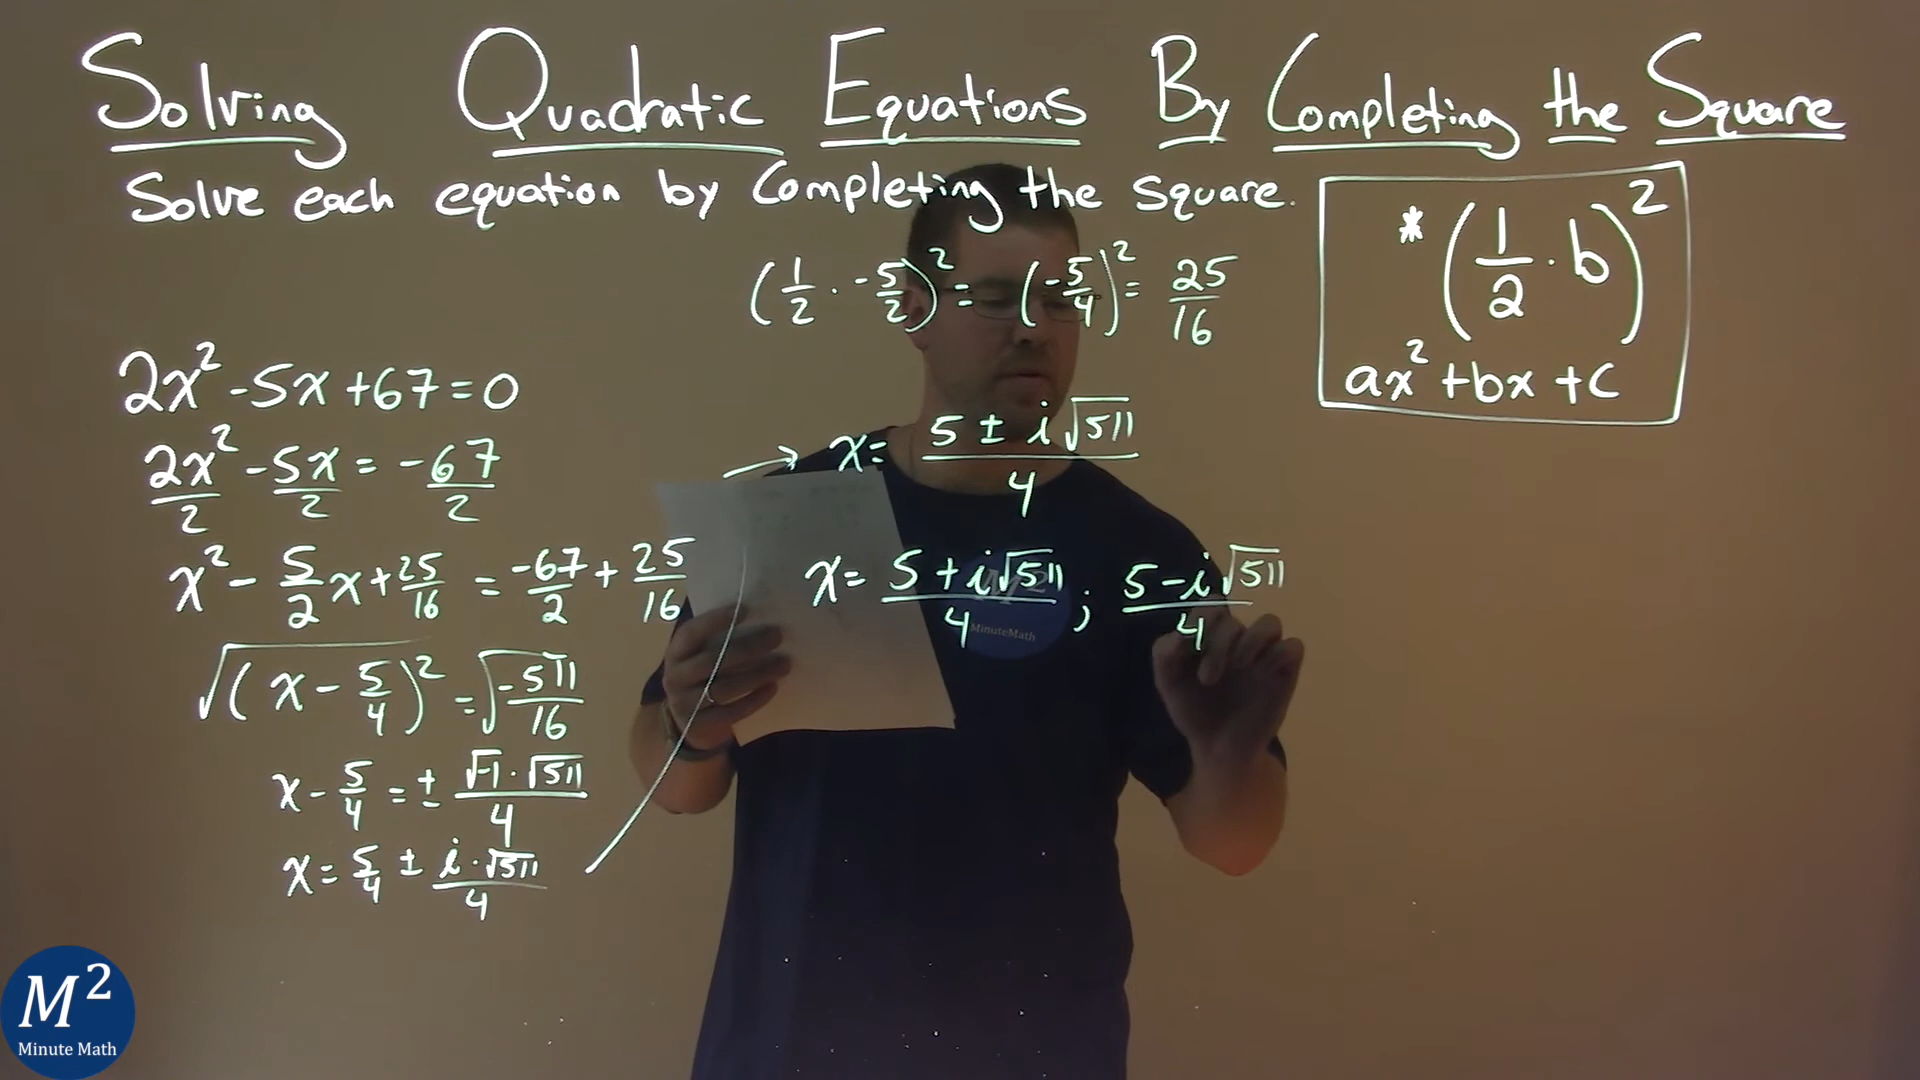 Solving Quadratic Equations By Completing the Square
Solve each equation by Completing the square.
* (1/2 · b)²
ax² + bx + c
(1/2 · -5/2)² = (-5/4)² = 25/16
2x² - 5x + 67 = 0
2x²/2 - 5x/2 = -67/2
x² - 5/2 x + 25/16 = -67/2 + 25/16
√(x - 5/4)² = √-511/16
x - 5/4 = ± √-1 · √511/4
x = 5/4 ± i · √511/4
→ x = 5 ± i√511/4
x = 5 + i√511/4 ; 5 - i√511/4
M²
MinuteMath
M²
Minute Math